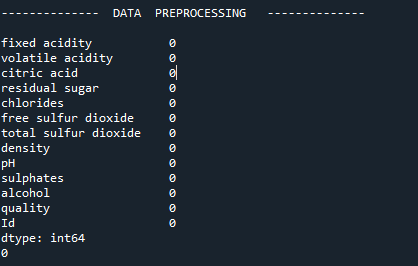 -------------- DATA PREPROCESSING --------------
fixed acidity 0
volatile acidity 0
citric acid 0
residual sugar 0
chlorides 0
free sulfur dioxide 0
total sulfur dioxide 0
density 0
pH 0
sulphates 0
alcohol 0
quality 0
Id 0
dtype: int64
0